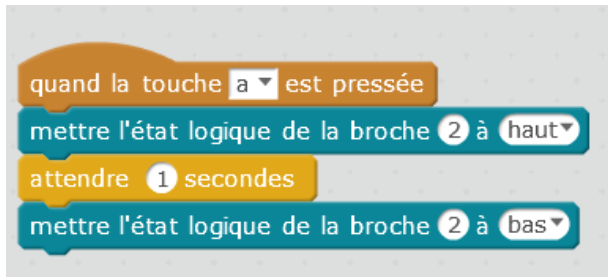 quand la touche a est pressée
mettre l'état logique de la broche 2 à haut
attendre 1 secondes
mettre l'état logique de la broche 2 à bas